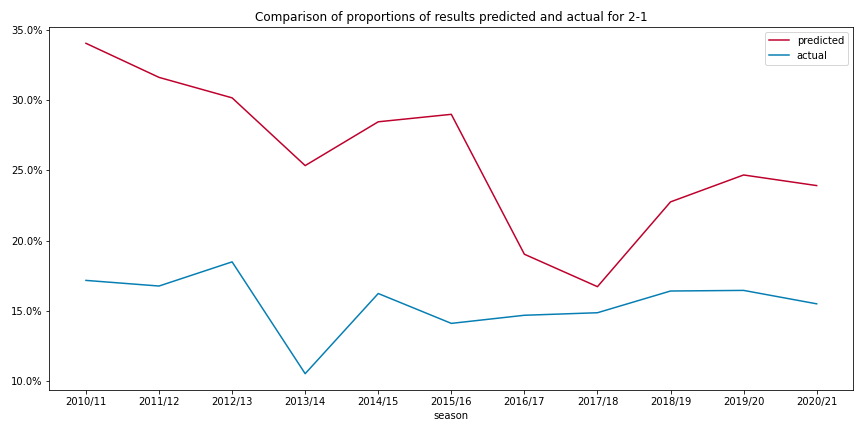 Comparison of proportions of results predicted and actual for 2-1
35.0%
30.0%
25.0%
20.0%
15.0%
10.0%
predicted
actual
2010/11 2011/12 2012/13 2013/14 2014/15 2015/16 2016/17 2017/18 2018/19 2019/20 2020/21
season